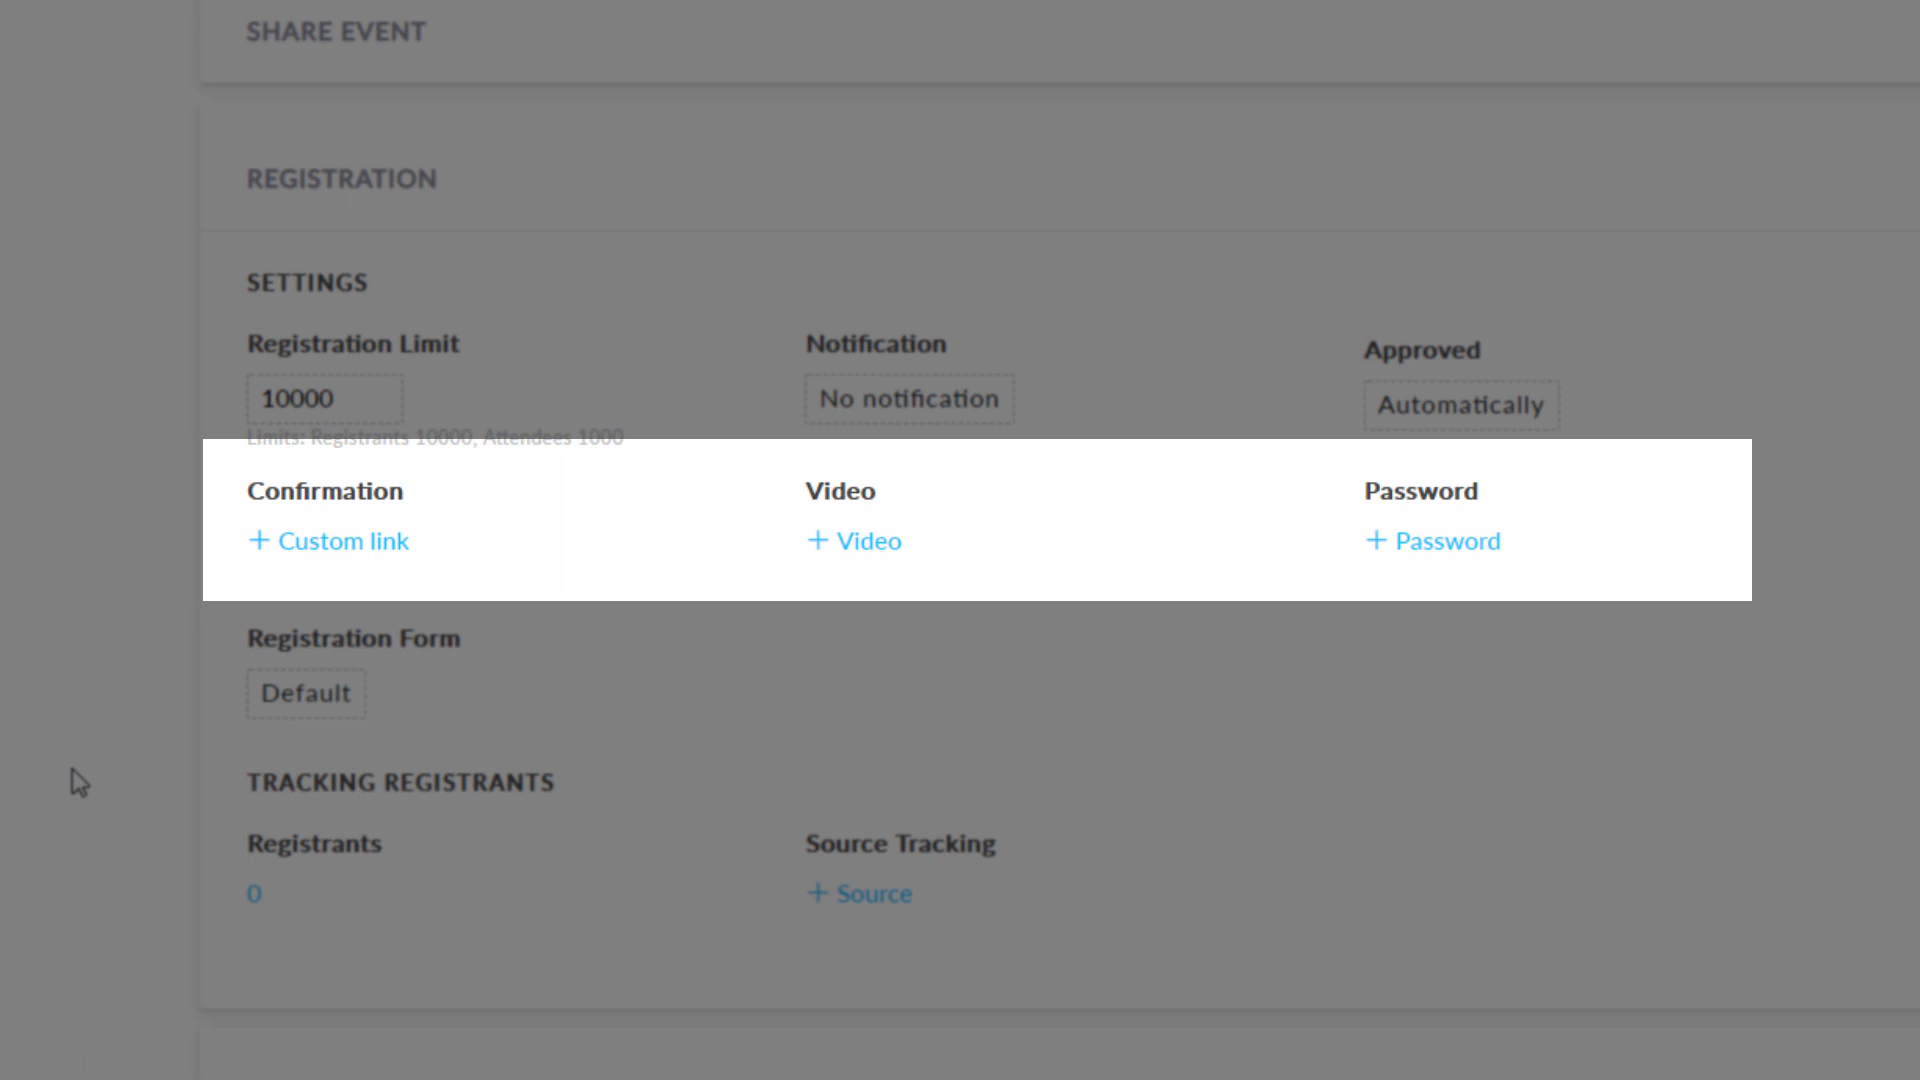 SHARE EVENT
REGISTRATION
SETTINGS
Registration Limit
10000
Limits: Registrants 10000, Attendees 1000
Notification
No notification
Approved
Automatically
Confirmation
+ Custom link
Video
+ Video
Password
+ Password
Registration Form
Default
TRACKING REGISTRANTS
Registrants
0
Source Tracking
+ Source